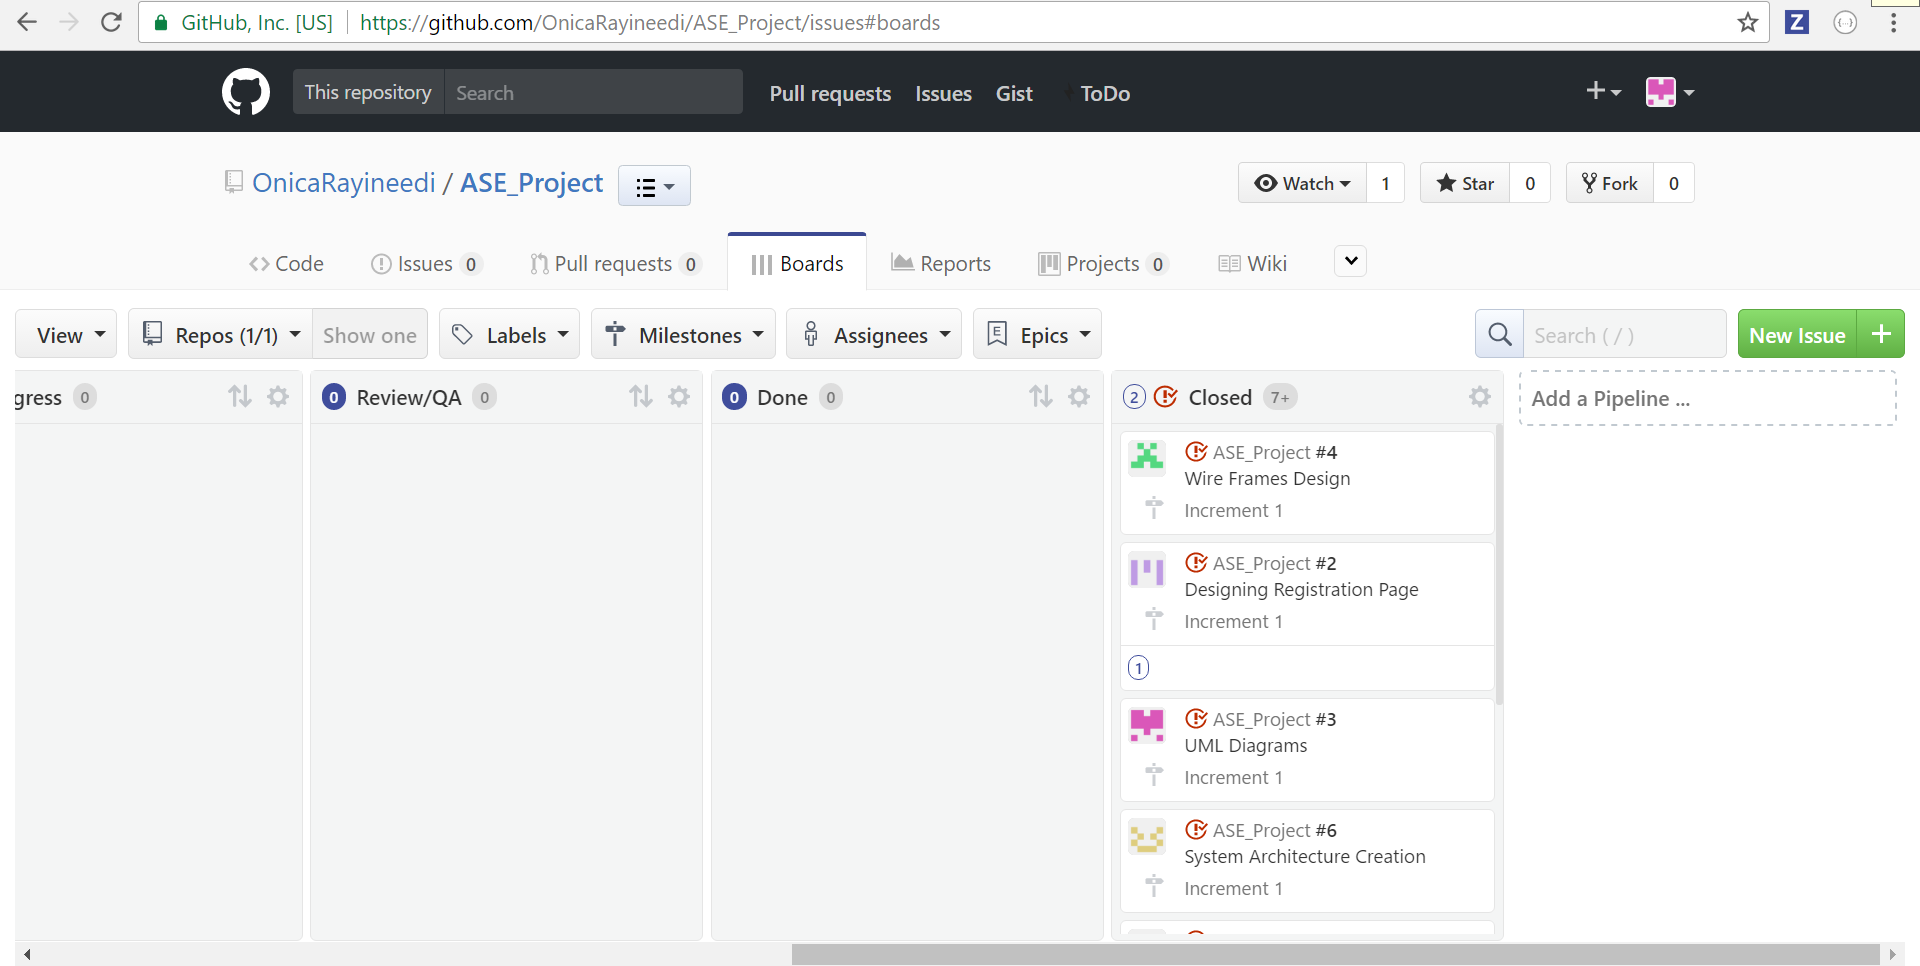 GitHub, Inc. [US] https://github.com/OnicaRayineedi/ASE_Project/issues#boards Z
This repository Search Pull requests Issues Gist ToDo
OnicaRayineedi / ASE_Project Watch 1 Star 0 Fork 0
Code Issues 0 Pull requests 0 Boards Reports Projects 0 Wiki
View Repos (1/1) Show one Labels Milestones Assignees E Epics Search ( / ) New Issue +
gress 0 0 Review/QA 0 0 Done 0 2 Closed 7+ Add a Pipeline ...
ASE_Project #4
Wire Frames Design
Increment 1
ASE_Project #2
Designing Registration Page
Increment 1
1
ASE_Project #3
UML Diagrams
Increment 1
ASE_Project #6
System Architecture Creation
Increment 1